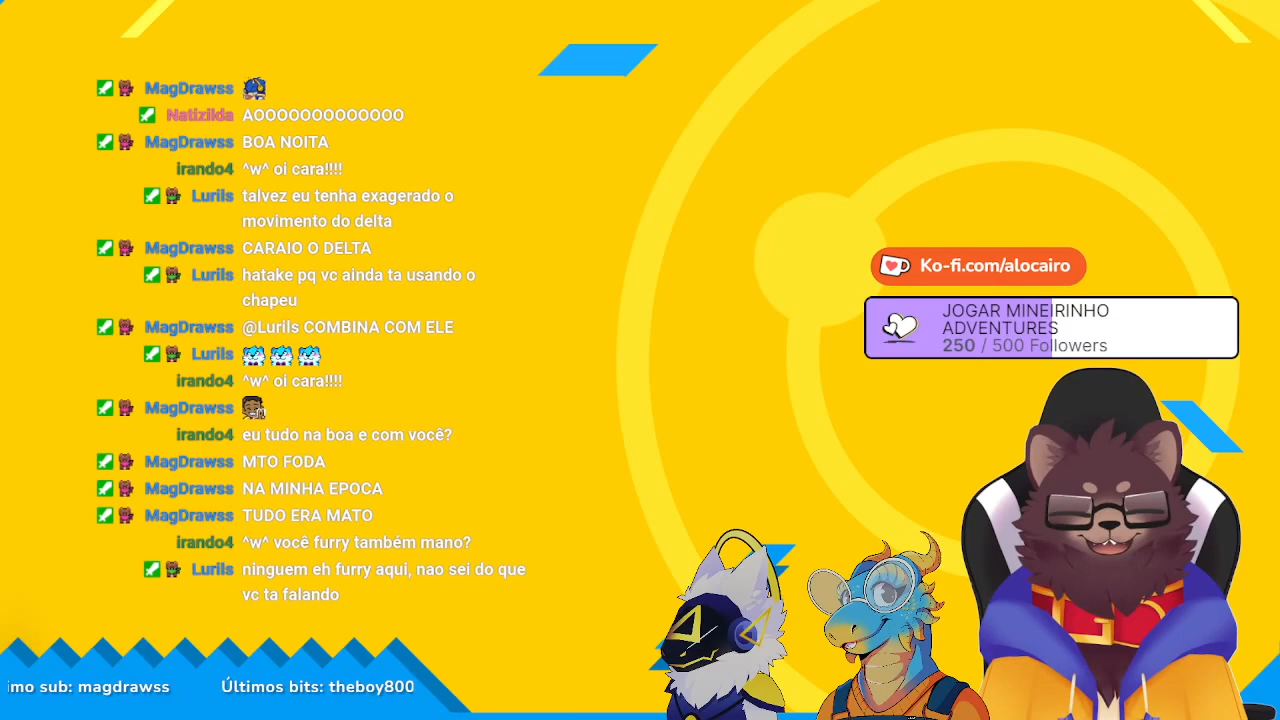 MagDrawss
Natizilda AOOOOOOOOOOOOO
MagDrawss BOA NOITA
irando4 ^w^ oi cara!!!!
Lurils talvez eu tenha exagerado o
movimento do delta
MagDrawss CARAIO O DELTA
Lurils hatake pq vc ainda ta usando o
chapeu
MagDrawss @Lurils COMBINA COM ELE
Lurils
irando4 ^w^ oi cara!!!!
MagDrawss
irando4 eu tudo na boa e com você?
MagDrawss MTO FODA
MagDrawss NA MINHA EPOCA
MagDrawss TUDO ERA MATO
irando4 ^w^ você furry também mano?
Lurils ninguem eh furry aqui, nao sei do que
vc ta falando
Ko-fi.com/alocairo
JOGAR MINEIRINHO
ADVENTURES
250 / 500 Followers
imo sub: magdrawss Últimos bits: theboy800